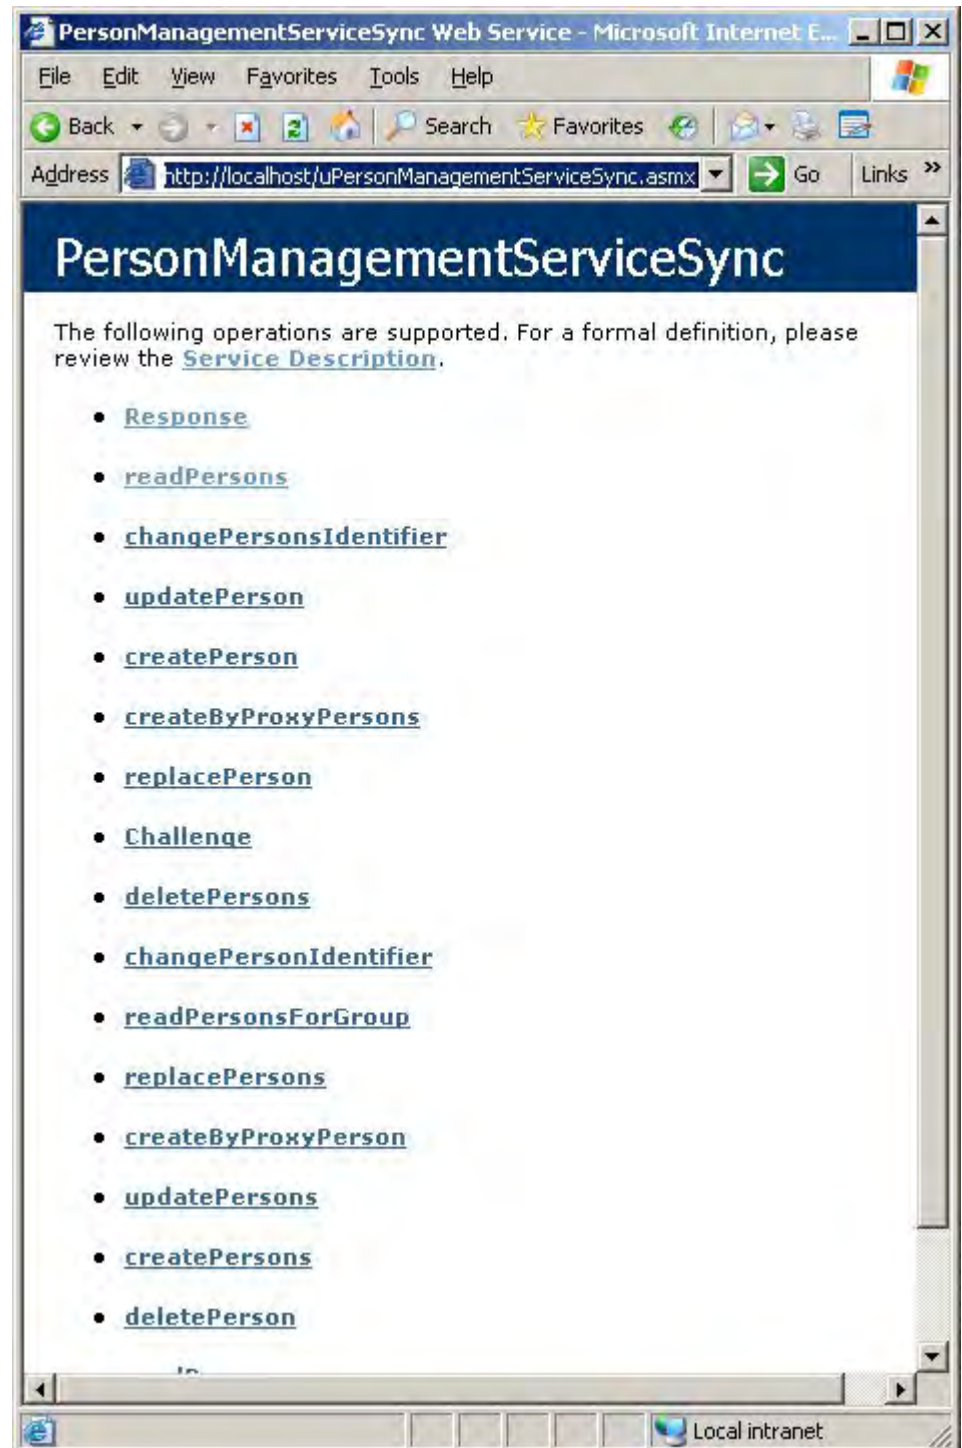 PersonManagementServiceSync Web Service - Microsoft Internet E...
File Edit View Favorites Tools Help
Back Search Favorites
Address http://localhost/uPersonManagementServiceSync.asmx Go Links »
PersonManagementServiceSync
The following operations are supported. For a formal definition, please
review the Service Description.
Response
readPersons
changePersonsIdentifier
updatePerson
createPerson
createByProxyPersons
replacePerson
Challenge
deletePersons
changePersonIdentifier
readPersonsForGroup
replacePersons
createByProxyPerson
updatePersons
createPersons
deletePerson
Local intranet